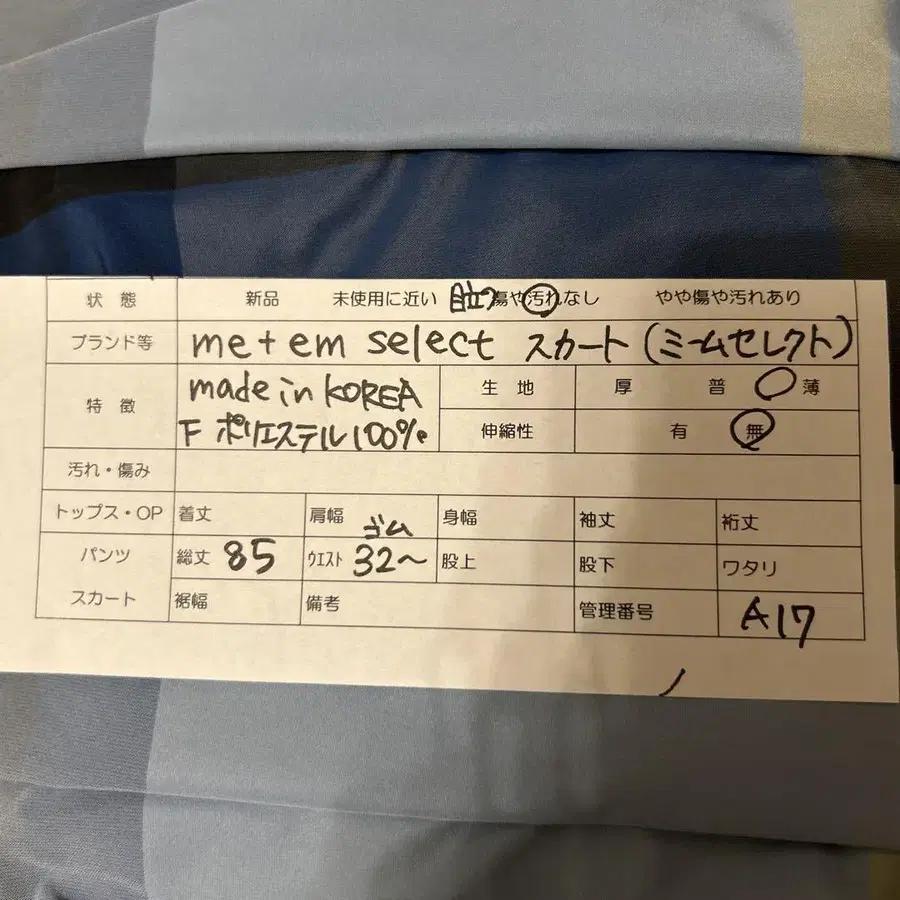 状態 新品 未使用に近い 目立つ傷や汚れなし やや傷や汚れあり
ブランド等 me+em select スカート (ミームセレクト)
特徴 made in KOREA 生地 厚 普 薄
F ポリエステル100% 伸縮性 有 無
汚れ・傷み
トップス・OP 着丈 肩幅 身幅 袖丈 裄丈
ゴム
パンツ 総丈 85 ウエスト 32〜 股上 股下 ワタリ
スカート 裾幅 備考 管理番号 A17